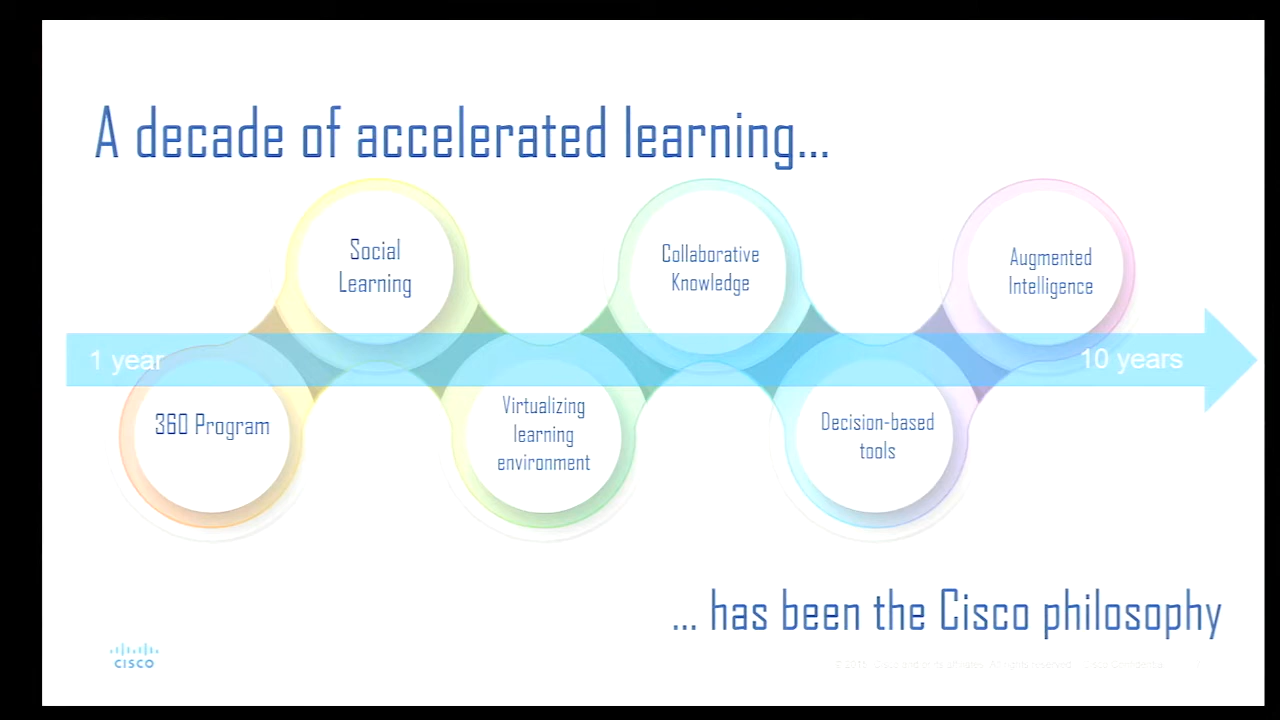 A decade of accelerated learning...
Social
Learning
Collaborative
Knowledge
Augmented
Intelligence
1 year
10 years
360 Program
Virtualizing
learning
environment
Decision-based
tools
... has been the Cisco philosophy
CISCO